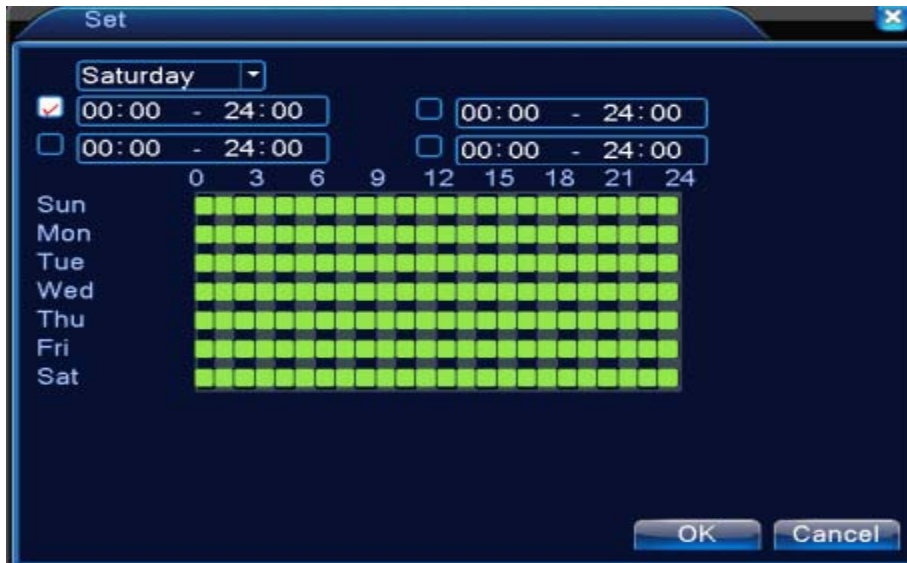 Set
Saturday
00:00 - 24:00 00:00 - 24:00
00:00 - 24:00 00:00 - 24:00
0 3 6 9 12 15 18 21 24
Sun
Mon
Tue
Wed
Thu
Fri
Sat
OK Cancel